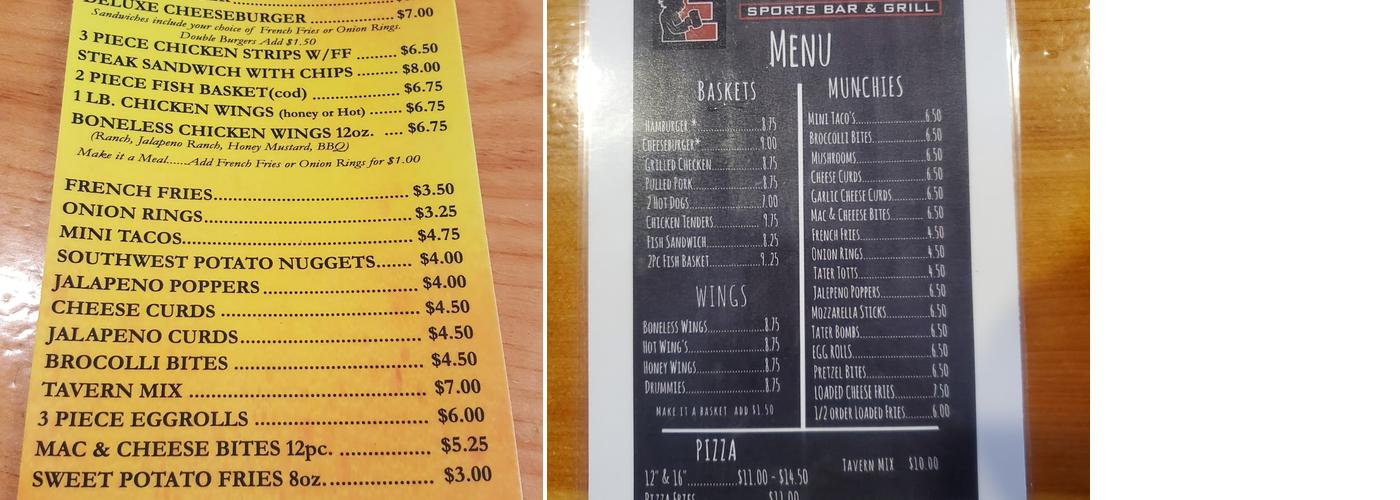 DELUXE CHEESEBURGER ................ $7.00
Sandwiches include your choice of French Fries or Onion Rings.
Double Burgers Add $1.50
3 PIECE CHICKEN STRIPS W/FF ........ $6.50
STEAK SANDWICH WITH CHIPS ......... $8.00
2 PIECE FISH BASKET(cod) .................. $6.75
1 LB. CHICKEN WINGS (honey or Hot) ....... $6.75
BONELESS CHICKEN WINGS 12oz. .... $6.75
(Ranch, Jalapeno Ranch, Honey Mustard, BBQ)
Make it a Meal......Add French Fries or Onion Rings for $1.00
FRENCH FRIES.................................... $3.50
ONION RINGS...................................... $3.25
MINI TACOS.......................................... $4.75
SOUTHWEST POTATO NUGGETS....... $4.00
JALAPENO POPPERS ............................ $4.00
CHEESE CURDS .................................... $4.50
JALAPENO CURDS................................ $4.50
BROCOLLI BITES .................................. $4.50
TAVERN MIX ......................................... $7.00
3 PIECE EGGROLLS .............................. $6.00
MAC & CHEESE BITES 12pc. ................ $5.25
SWEET POTATO FRIES 8oz................... $3.00
SPORTS BAR & GRILL
MENU
BASKETS
HAMBURGER *....................8.75
CHEESEBURGER*..................9.00
GRILLED CHECKEN................8.75
PULLED PORK....................8.75
2 HOT DOGS.....................7.00
CHICKEN TENDERS................ 9.75
FISH SANDWICH..................8.25
2PC FISH BASKET................9.25
WINGS
BONELESS WINGS.................8.75
HOT WING'S.....................8.75
HONEY WINGS....................8.75
DRUMMIES.......................8.75
MAKE IT A BASKET ADD $1.50
MUNCHIES
MINI TACO'S....................6.50
BROCCOLLI BITES................6.50
MUSHROOMS......................6.50
CHEESE CURDS...................6.50
GARLIC CHEESE CURDS............6.50
MAC & CHEEESE BITES............ 6.50
FRENCH FRIES...................4.50
ONION RINGS....................4.50
TATER TOTTS....................4.50
JALEPENO POPPERS...............6.50
MOZZARELLA STICKS..............6.50
TATER BOMBS....................6.50
EGG ROLLS......................6.50
PRETZEL BITES..................6.50
LOADED CHEESE FRIES............7.50
1/2 ORDER LOADED FRIES.........6.00
PIZZA
12" & 16"..............$11.00 - $14.50
PIZZA FRIES....................$11.00
TAVERN MIX $10.00